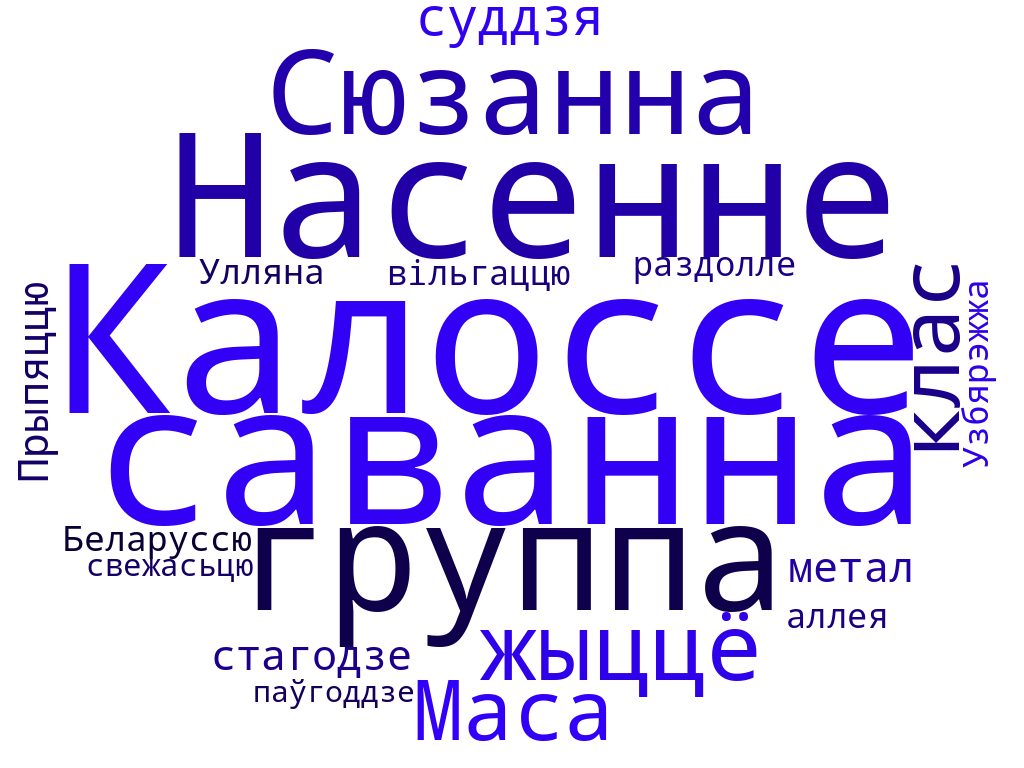 суддзя
Сюзанна
Насенне
Улляна
вільгаццю
раздолле
Калоссе
Клас
Узбярэжжа
Прыпяццю
саванна
группа
Беларуссю
свежасьцю
метал
аллея
жыццё
стагодзе
паўгоддзе
Маса